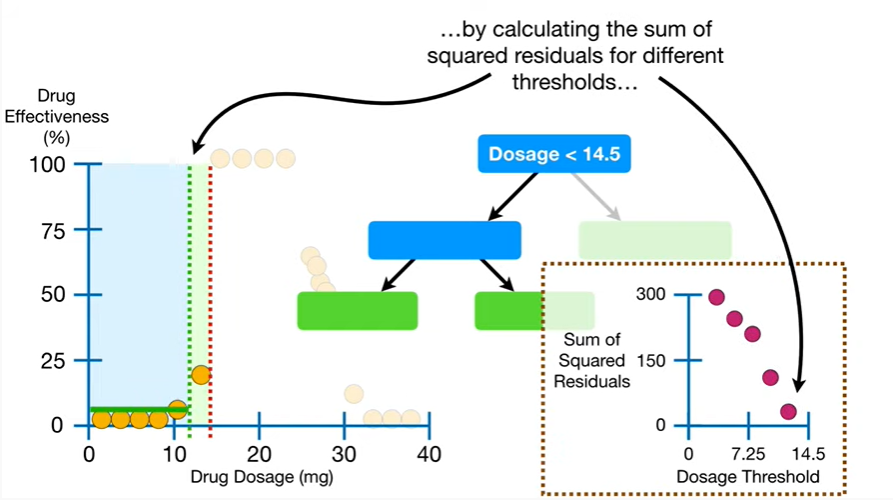 ...by calculating the sum of
squared residuals for different
thresholds...
Drug
Effectiveness
(%)
100
75
50
25
0
0 10 20 30 40
Drug Dosage (mg)
Dosage < 14.5
Sum of
Squared
Residuals
300
150
0
0 7.25 14.5
Dosage Threshold